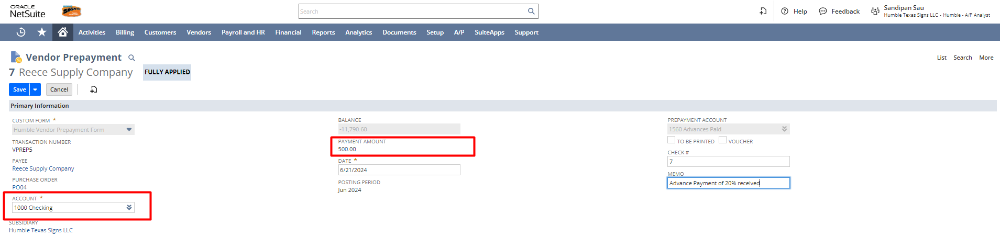 ORACLE
NetSuite
SIGNS
Search
Help
Feedback
Sandipan Sau
Humble Texas Signs LLC - Humble - A/P Analyst
Activities Billing Customers Vendors Payroll and HR Financial Reports Analytics Documents Setup A/P SuiteApps Support
Vendor Prepayment
List Search More
7 Reece Supply Company FULLY APPLIED
Save Cancel
Primary Information
CUSTOM FORM *
Humble Vendor Prepayment Form
TRANSACTION NUMBER
VPREP5
PAYEE
Reece Supply Company
PURCHASE ORDER
PO04
ACCOUNT *
1000 Checking
SUBSIDIARY
Humble Texas Signs LLC
BALANCE
-11,790.60
PAYMENT AMOUNT
500.00
DATE *
6/21/2024
POSTING PERIOD
Jun 2024
PREPAYMENT ACCOUNT
1560 Advances Paid
TO BE PRINTED VOUCHER
CHECK #
7
MEMO
Advance Payment of 20% received